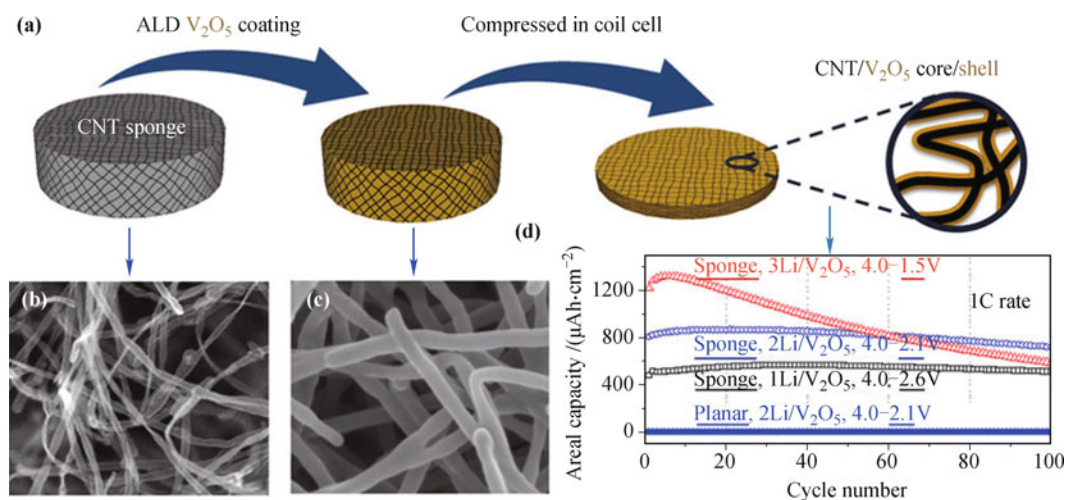 (a)
ALD V₂O₅ coating
Compressed in coil cell
CNT/V₂O₅ core/shell
CNT sponge
(b)
(c)
(d)
Areal capacity /(μAh·cm⁻²)
1200
800
400
0
Sponge, 3Li/V₂O₅, 4.0−1.5V
1C rate
Sponge, 2Li/V₂O₅, 4.0−2.1V
Sponge, 1Li/V₂O₅, 4.0−2.6V
Planar, 2Li/V₂O₅, 4.0−2.1V
0 20 40 60 80 100
Cycle number